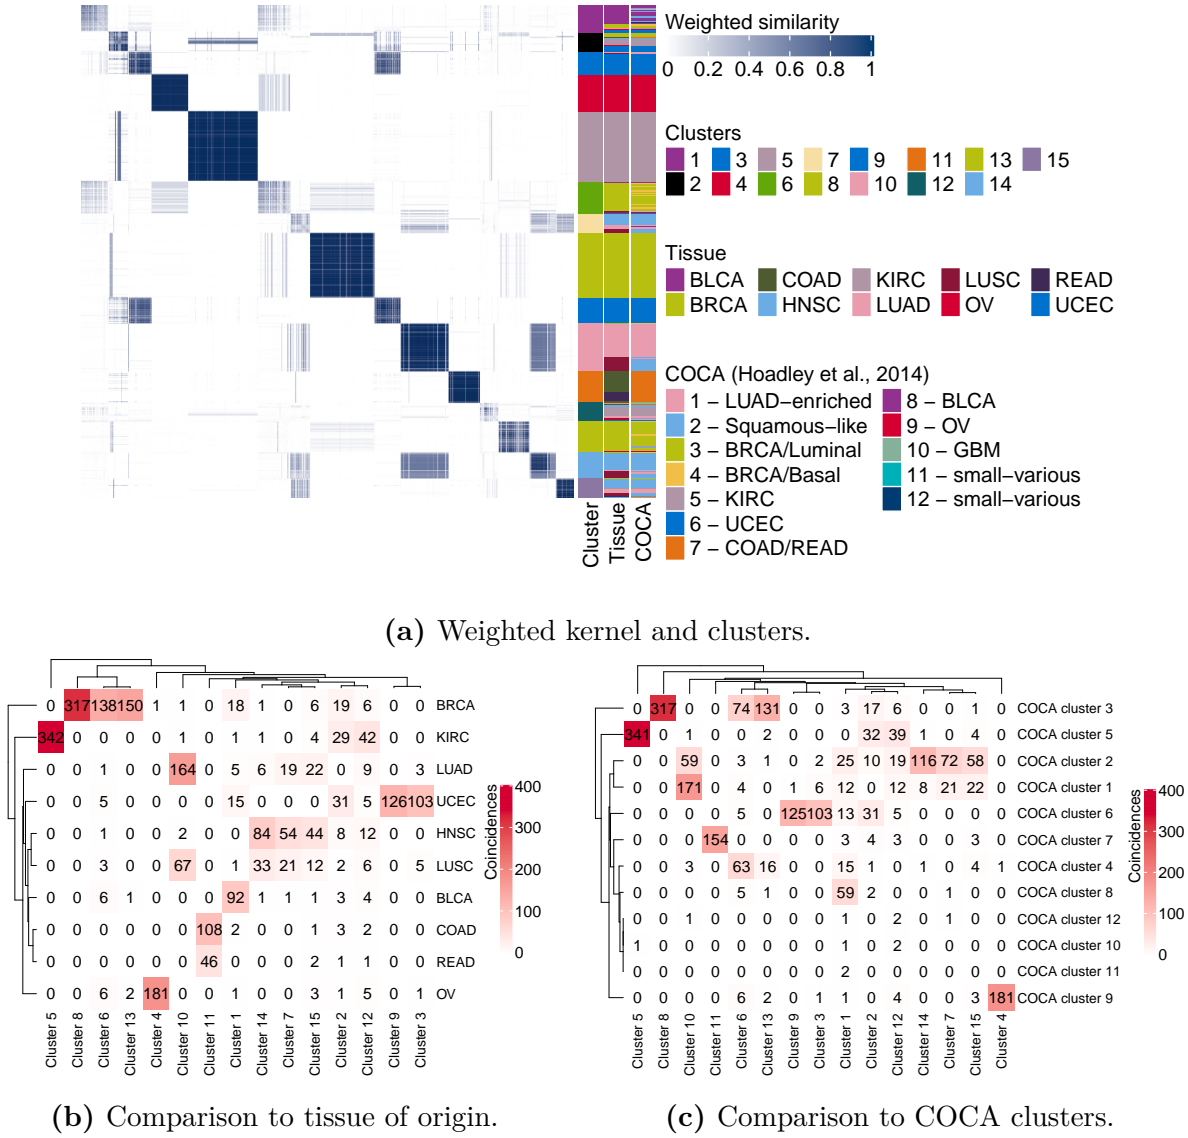 Weighted similarity
0 0.2 0.4 0.6 0.8 1
Clusters
1 3 5 7 9 11 13 15
2 4 6 8 10 12 14
Tissue
BLCA COAD KIRC LUSC READ
BRCA HNSC LUAD OV UCEC
COCA (Hoadley et al., 2014)
1 − LUAD−enriched 8 − BLCA
2 − Squamous−like 9 − OV
3 − BRCA/Luminal 10 − GBM
4 − BRCA/Basal 11 − small−various
5 − KIRC 12 − small−various
6 − UCEC
7 − COAD/READ
Cluster
Tissue
COCA
(a) Weighted kernel and clusters.
0 317 138 150 1 1 0 18 1 0 6 19 6 0 0 BRCA
342 0 0 0 0 1 0 1 1 0 4 29 42 0 0 KIRC
0 0 1 0 0 164 0 5 6 19 22 0 9 0 3 LUAD
0 0 5 0 0 0 0 15 0 0 0 31 5 126 103 UCEC
0 0 1 0 0 2 0 0 84 54 44 8 12 0 0 HNSC
0 0 3 0 0 67 0 1 33 21 12 2 6 0 5 LUSC
0 0 6 1 0 0 0 92 1 1 1 3 4 0 0 BLCA
0 0 0 0 0 0 108 2 0 0 1 3 2 0 0 COAD
0 0 0 0 0 0 46 0 0 0 2 1 1 0 0 READ
0 0 6 2 181 0 0 1 0 0 3 1 5 0 1 OV
Cluster 5
Cluster 8
Cluster 6
Cluster 13
Cluster 4
Cluster 10
Cluster 11
Cluster 1
Cluster 14
Cluster 7
Cluster 15
Cluster 2
Cluster 12
Cluster 9
Cluster 3
Coincidences
400
300
200
100
0
(b) Comparison to tissue of origin.
0 317 0 0 74 131 0 0 3 17 6 0 0 1 0 COCA cluster 3
341 0 0 0 0 2 0 0 0 32 39 0 1 4 0 COCA cluster 5
0 0 59 0 3 1 0 2 25 10 19 116 72 58 0 COCA cluster 2
0 0 171 0 4 0 1 6 12 0 12 8 21 22 0 COCA cluster 1
0 0 0 0 5 0 125 103 13 31 5 0 0 0 0 COCA cluster 6
0 0 0 154 0 0 0 0 3 4 3 0 0 3 0 COCA cluster 7
0 0 3 0 63 16 0 0 15 1 0 0 1 4 1 COCA cluster 4
0 0 0 0 5 1 0 0 59 2 0 0 1 0 0 COCA cluster 8
0 0 1 0 0 0 0 0 1 0 2 0 1 0 0 COCA cluster 12
1 0 0 0 0 0 0 0 1 0 2 0 0 0 0 COCA cluster 10
0 0 0 0 0 0 0 0 2 0 0 0 0 0 0 COCA cluster 11
0 0 0 0 6 2 0 1 1 0 4 0 0 3 181 COCA cluster 9
Cluster 5
Cluster 8
Cluster 10
Cluster 11
Cluster 6
Cluster 13
Cluster 9
Cluster 3
Cluster 1
Cluster 2
Cluster 12
Cluster 14
Cluster 7
Cluster 15
Cluster 4
Coincidences
400
300
200
100
0
(c) Comparison to COCA clusters.